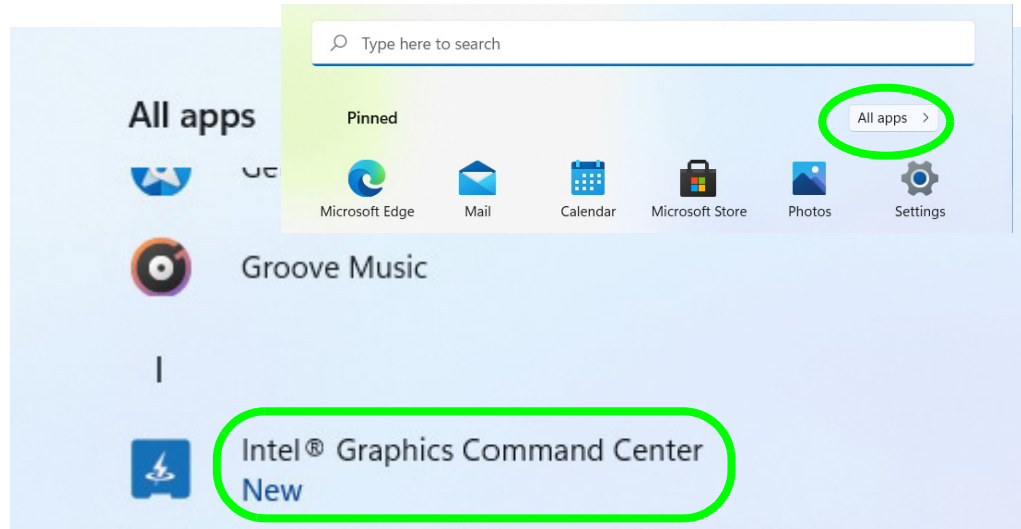 Type here to search
Pinned
All apps >
Microsoft Edge
Mail
Calendar
Microsoft Store
Photos
Settings
All apps
Groove Music
I
Intel® Graphics Command Center
New